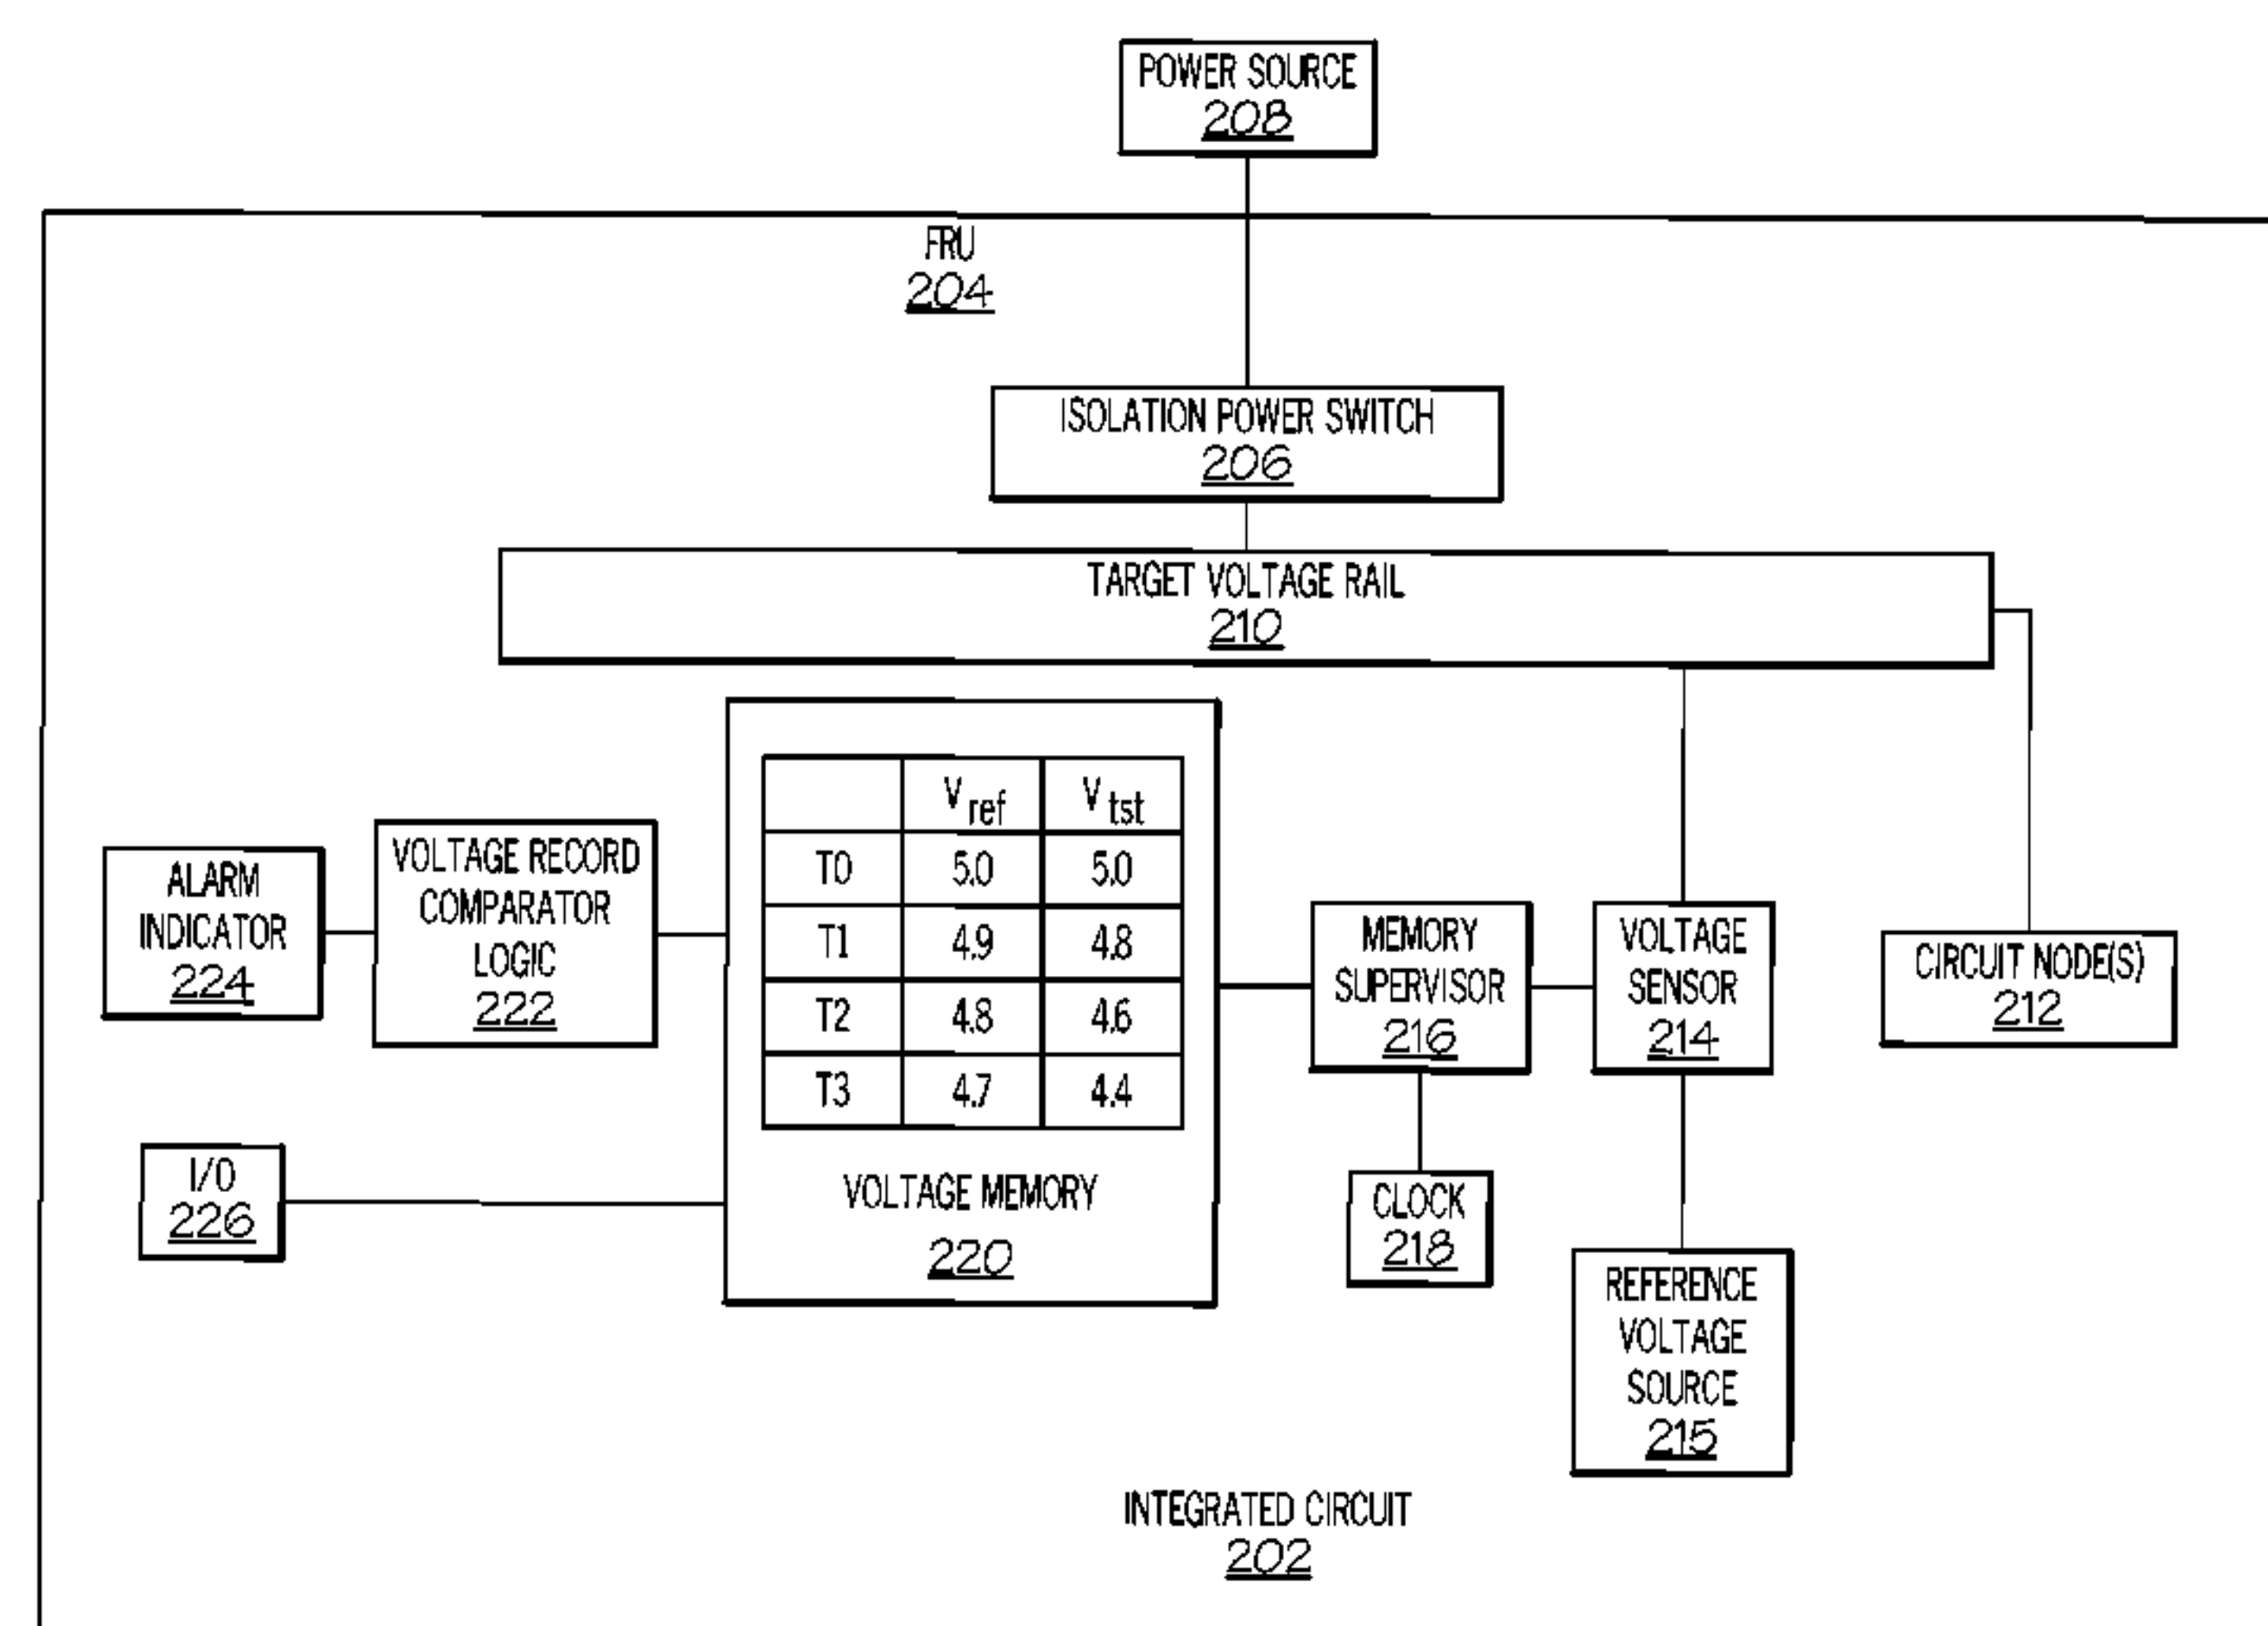 POWER SOURCE
208
FRU
204
ISOLATION POWER SWITCH
206
TARGET VOLTAGE RAIL
210
ALARM
INDICATOR
224
VOLTAGE RECORD
COMPARATOR
LOGIC
222
V ref V tst
T0 5.0 5.0
T1 4.9 4.8
T2 4.8 4.6
T3 4.7 4.4
VOLTAGE MEMORY
220
MEMORY
SUPERVISOR
216
VOLTAGE
SENSOR
214
CIRCUIT NODE(S)
212
I/O
226
CLOCK
218
REFERENCE
VOLTAGE
SOURCE
215
INTEGRATED CIRCUIT
202